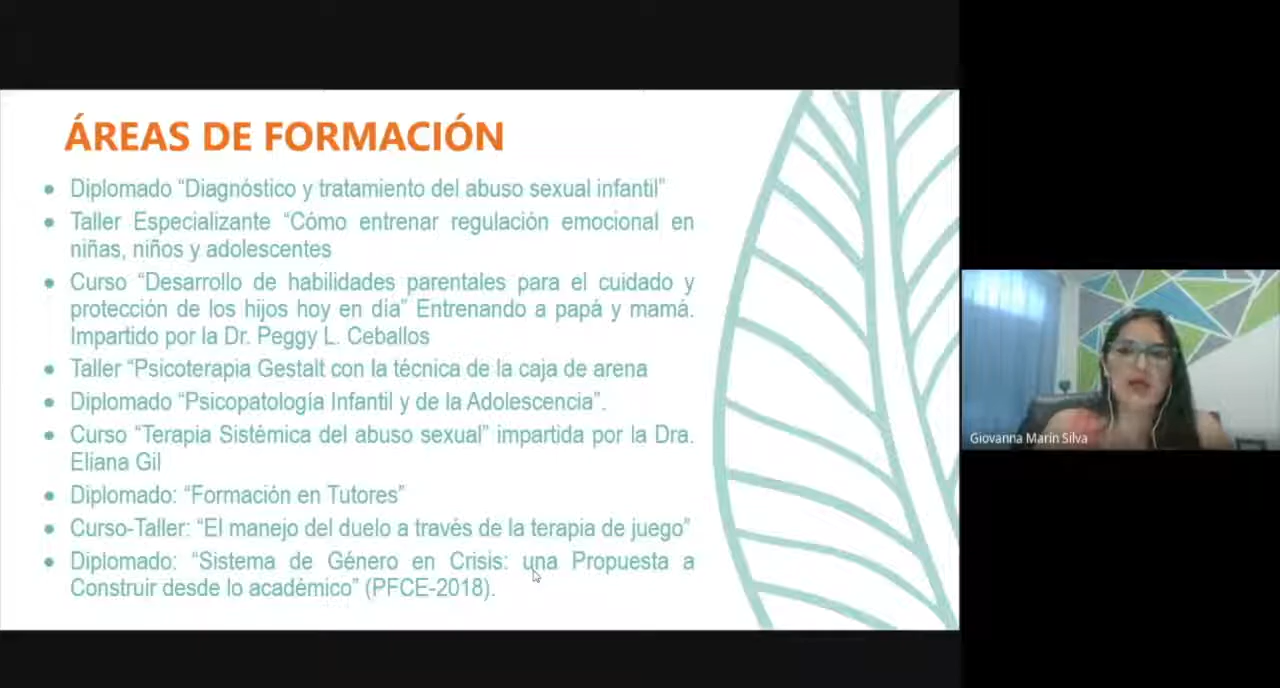 ÁREAS DE FORMACIÓN
• Diplomado “Diagnóstico y tratamiento del abuso sexual infantil”
• Taller Especializante “Cómo entrenar regulación emocional en
niñas, niños y adolescentes
• Curso “Desarrollo de habilidades parentales para el cuidado y
protección de los hijos hoy en día” Entrenando a papá y mamá.
Impartido por la Dr. Peggy L. Ceballos
• Taller “Psicoterapia Gestalt con la técnica de la caja de arena
• Diplomado “Psicopatología Infantil y de la Adolescencia”.
• Curso “Terapia Sistémica del abuso sexual” impartida por la Dra.
Eliana Gil
• Diplomado: “Formación en Tutores”
• Curso-Taller: “El manejo del duelo a través de la terapia de juego”
• Diplomado: “Sistema de Género en Crisis: una Propuesta a
Construir desde lo académico” (PFCE-2018).
Giovanna Marín Silva